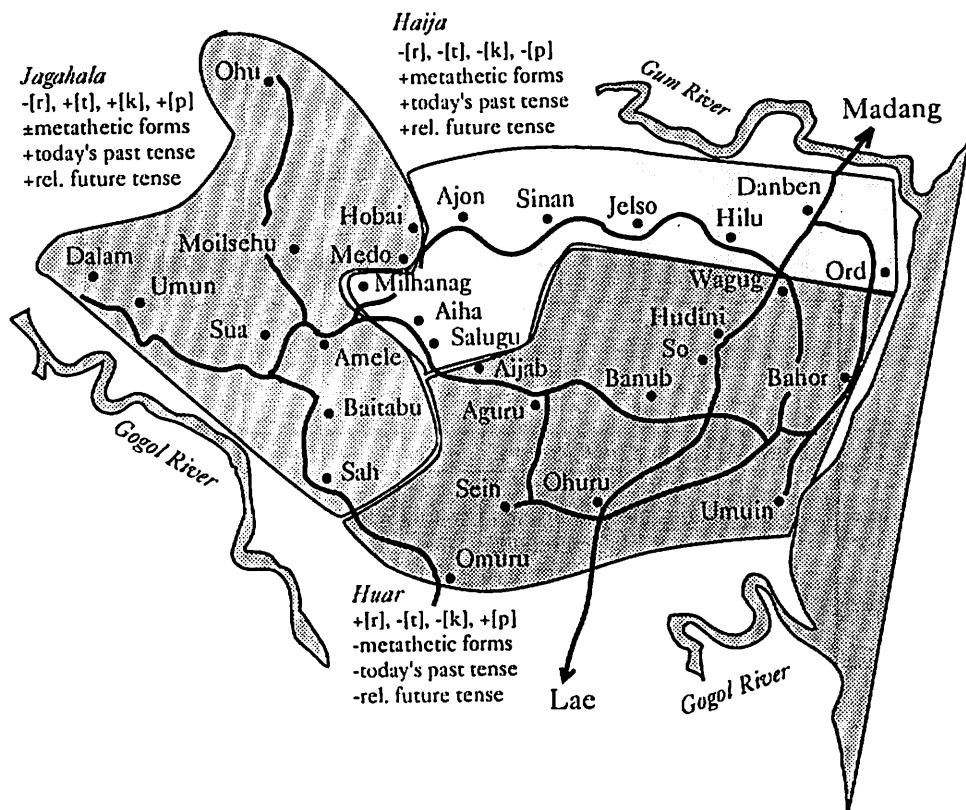 Haija
-[r], -[t], -[k], -[p]
+metathetic forms
+today's past tense
+rel. future tense
Jagahala
-[r], +[t], +[k], +[p]
±metathetic forms
+today's past tense
+rel. future tense
Ohu
Gum River
Madang
Danben
Ajon
Sinan
Jelso
Hilu
Hobai
Moilsehu
Medo
Dalam
Umun
Milhanag
Wagug
Ord
Aiha
Sua
Amele
Salugu
Hudini
So
Aijab
Banub
Bahor
Baitabu
Aguru
Gogol River
Sah
Sein
Ohuru
Umuin
Omuru
Huar
+[r], -[t], -[k], +[p]
-metathetic forms
-today's past tense
-rel. future tense
Lae
Gogol River